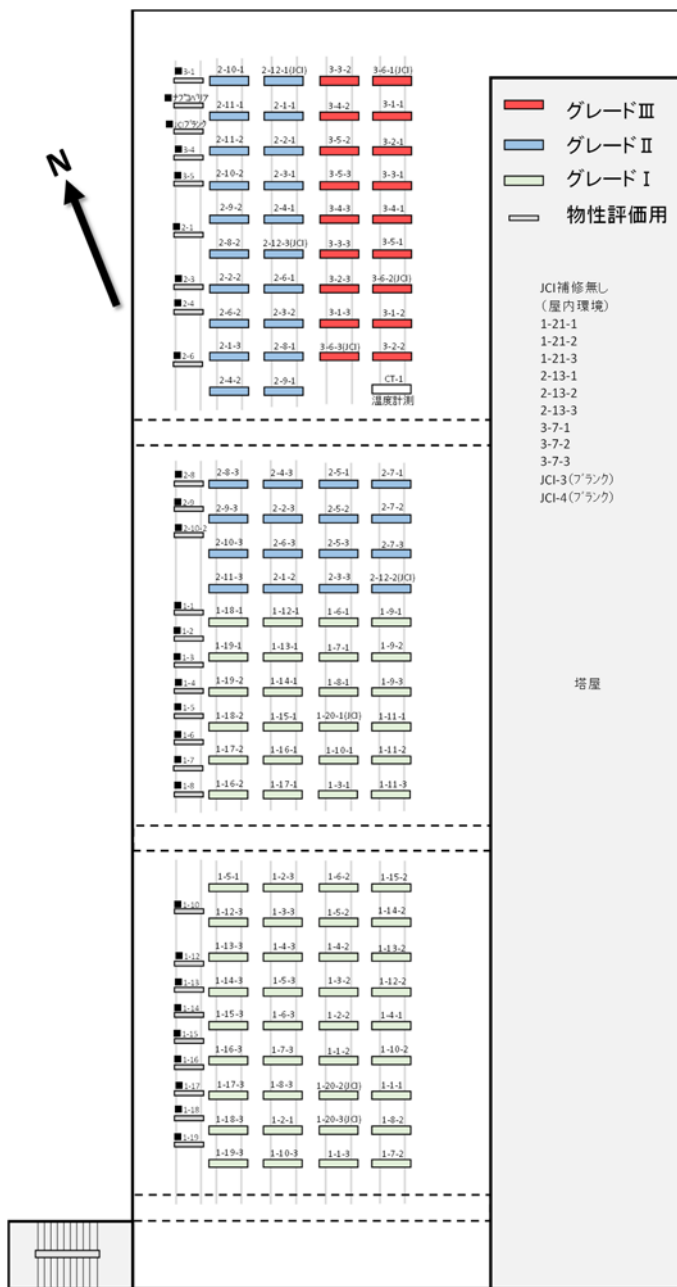 N
■3-1 2-10-1 2-12-1(JCI) 3-3-2 3-6-1(JCI)
■ナプコバリア 2-11-1 2-1-1 3-4-2 3-1-1
■JCIブランク 2-11-2 2-2-1 3-5-2 3-2-1
■3-4
■3-5 2-10-2 2-3-1 3-5-3 3-3-1
2-9-2 2-4-1 3-4-3 3-4-1
■2-1 2-8-2 2-12-3(JCI) 3-3-3 3-5-1
■2-3 2-2-2 2-6-1 3-2-3 3-6-2(JCI)
■2-4 2-6-2 2-3-2 3-1-3 3-1-2
■2-6 2-1-3 2-8-1 3-6-3(JCI) 3-2-2
2-4-2 2-9-1 CT-1
温度計測
■2-8 2-8-3 2-4-3 2-5-1 2-7-1
■2-9 2-9-3 2-2-3 2-5-2 2-7-2
■2-10-2 2-10-3 2-6-3 2-5-3 2-7-3
2-11-3 2-1-2 2-3-3 2-12-2(JCI)
■1-1 1-18-1 1-12-1 1-6-1 1-9-1
■1-2
■1-3 1-19-1 1-13-1 1-7-1 1-9-2
■1-4 1-19-2 1-14-1 1-8-1 1-9-3
■1-5 1-18-2 1-15-1 1-20-1(JCI) 1-11-1
■1-6 1-17-2 1-16-1 1-10-1 1-11-2
■1-7
■1-8 1-16-2 1-17-1 1-3-1 1-11-3
1-5-1 1-2-3 1-6-2 1-15-2
■1-10 1-12-3 1-3-3 1-5-2 1-14-2
■1-12 1-13-3 1-4-3 1-4-2 1-13-2
■1-13 1-14-3 1-5-3 1-3-2 1-12-2
■1-14 1-15-3 1-6-3 1-2-2 1-4-1
■1-15
■1-16 1-16-3 1-7-3 1-1-2 1-10-2
■1-17 1-17-3 1-8-3 1-20-2(JCI) 1-1-1
■1-18 1-18-3 1-2-1 1-20-3(JCI) 1-8-2
■1-19 1-19-3 1-10-3 1-1-3 1-7-2
グレードⅢ
グレードⅡ
グレードⅠ
物性評価用
JCI補修無し
(屋内環境)
1-21-1
1-21-2
1-21-3
2-13-1
2-13-2
2-13-3
3-7-1
3-7-2
3-7-3
JCI-3(ブランク)
JCI-4(ブランク)
塔屋